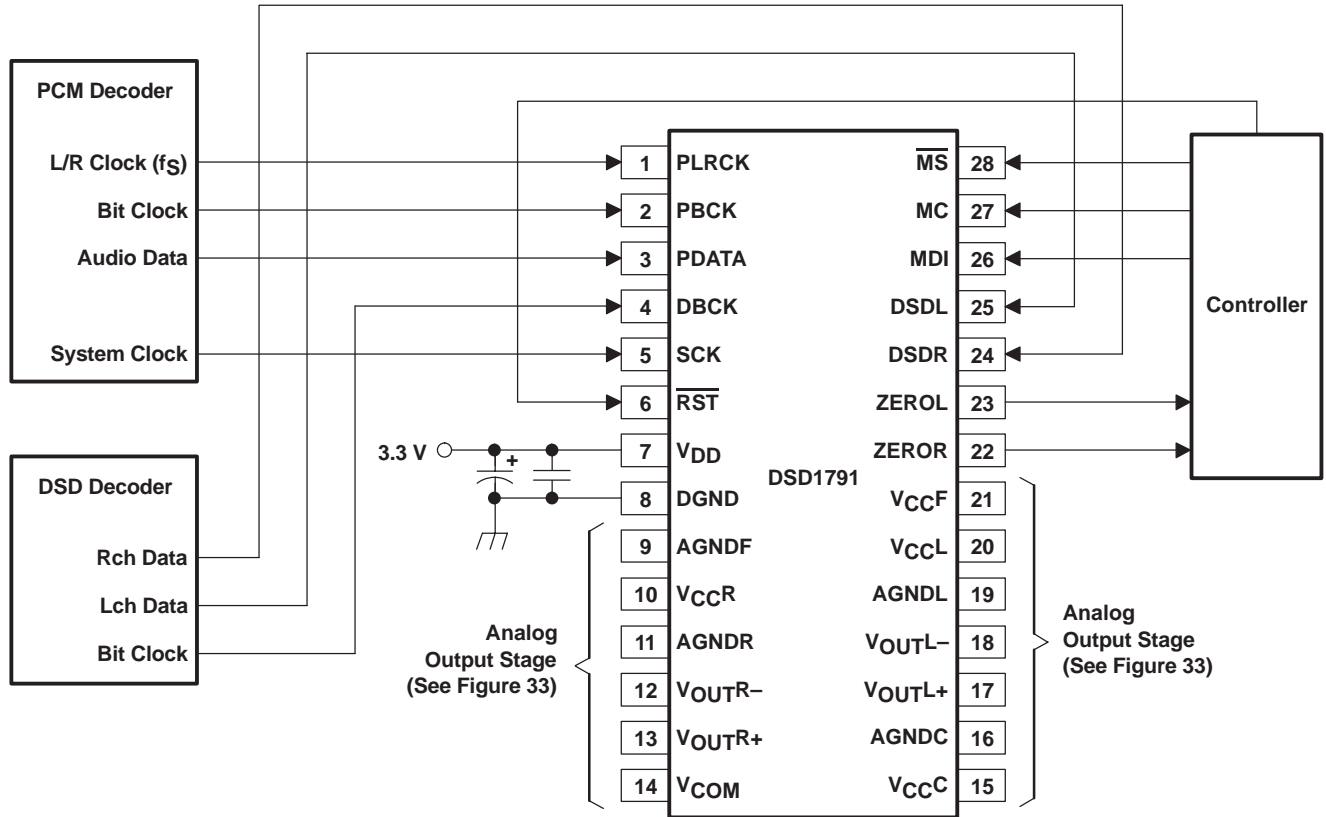 PCM Decoder
L/R Clock (fS)
Bit Clock
Audio Data
System Clock
DSD Decoder
Rch Data
Lch Data
Bit Clock
3.3 V
+
Analog
Output Stage
(See Figure 33)
1 PLRCK
2 PBCK
3 PDATA
4 DBCK
5 SCK
6 RST
7 VDD
8 DGND
9 AGNDF
10 VCCR
11 AGNDR
12 VOUTR–
13 VOUTR+
14 VCOM
DSD1791
MS 28
MC 27
MDI 26
DSDL 25
DSDR 24
ZEROL 23
ZEROR 22
VCCF 21
VCCL 20
AGNDL 19
VOUTL– 18
VOUTL+ 17
AGNDC 16
VCCC 15
Controller
Analog
Output Stage
(See Figure 33)